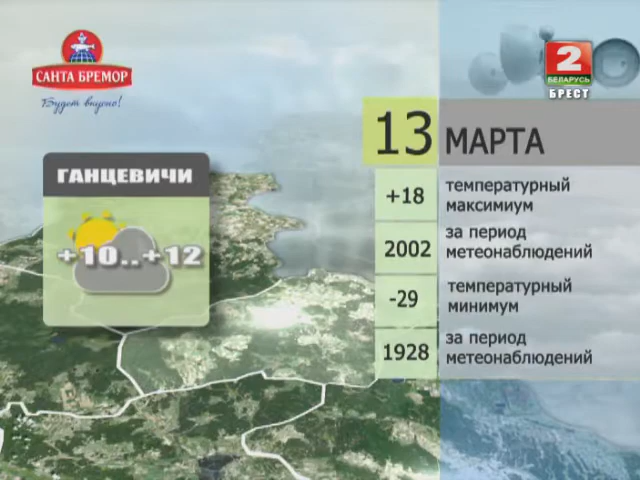 САНТА БРЕМОР
Будет вкусно!
2
БЕЛАРУСЬ
БРЕСТ
ГАНЦЕВИЧИ
+10..+12
13 МАРТА
+18 температурный
максимиум
2002 за период
метеонаблюдений
-29 температурный
минимум
1928 за период
метеонаблюдений